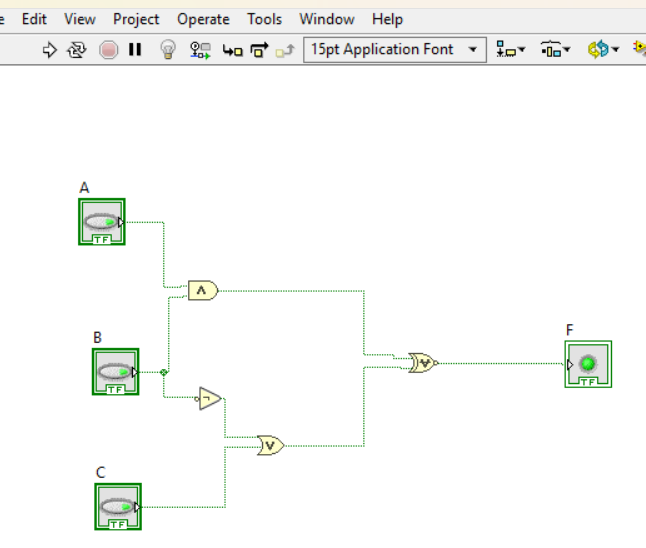 e Edit View Project Operate Tools Window Help
15pt Application Font
A
TF
B
TF
C
TF
F
TF